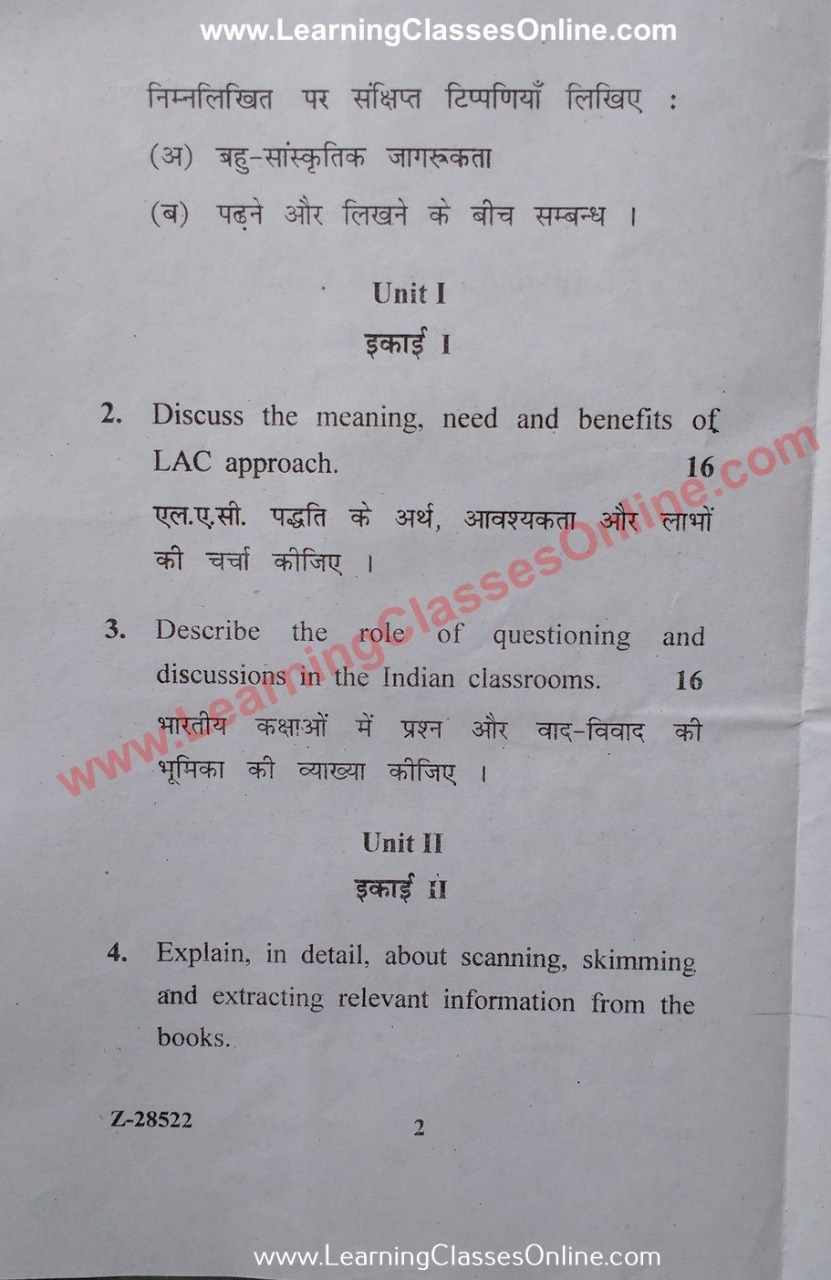 www.LearningClassesOnline.com
निम्नलिखित पर संक्षिप्त टिप्पणियाँ लिखिए :
(अ) बहु-सांस्कृतिक जागरूकता
(ब) पढ़ने और लिखने के बीच सम्बन्ध ।
Unit I
इकाई I
2. Discuss the meaning, need and benefits of
LAC approach. 16
एल.ए.सी. पद्धति के अर्थ, आवश्यकता और लाभों
की चर्चा कीजिए ।
3. Describe the role of questioning and
discussions in the Indian classrooms. 16
भारतीय कक्षाओं में प्रश्न और वाद-विवाद की
भूमिका की व्याख्या कीजिए ।
www.LearningClassesOnline.com
Unit II
इकाई II
4. Explain, in detail, about scanning, skimming
and extracting relevant information from the
books.
Z-28522 2
www.LearningClassesOnline.com